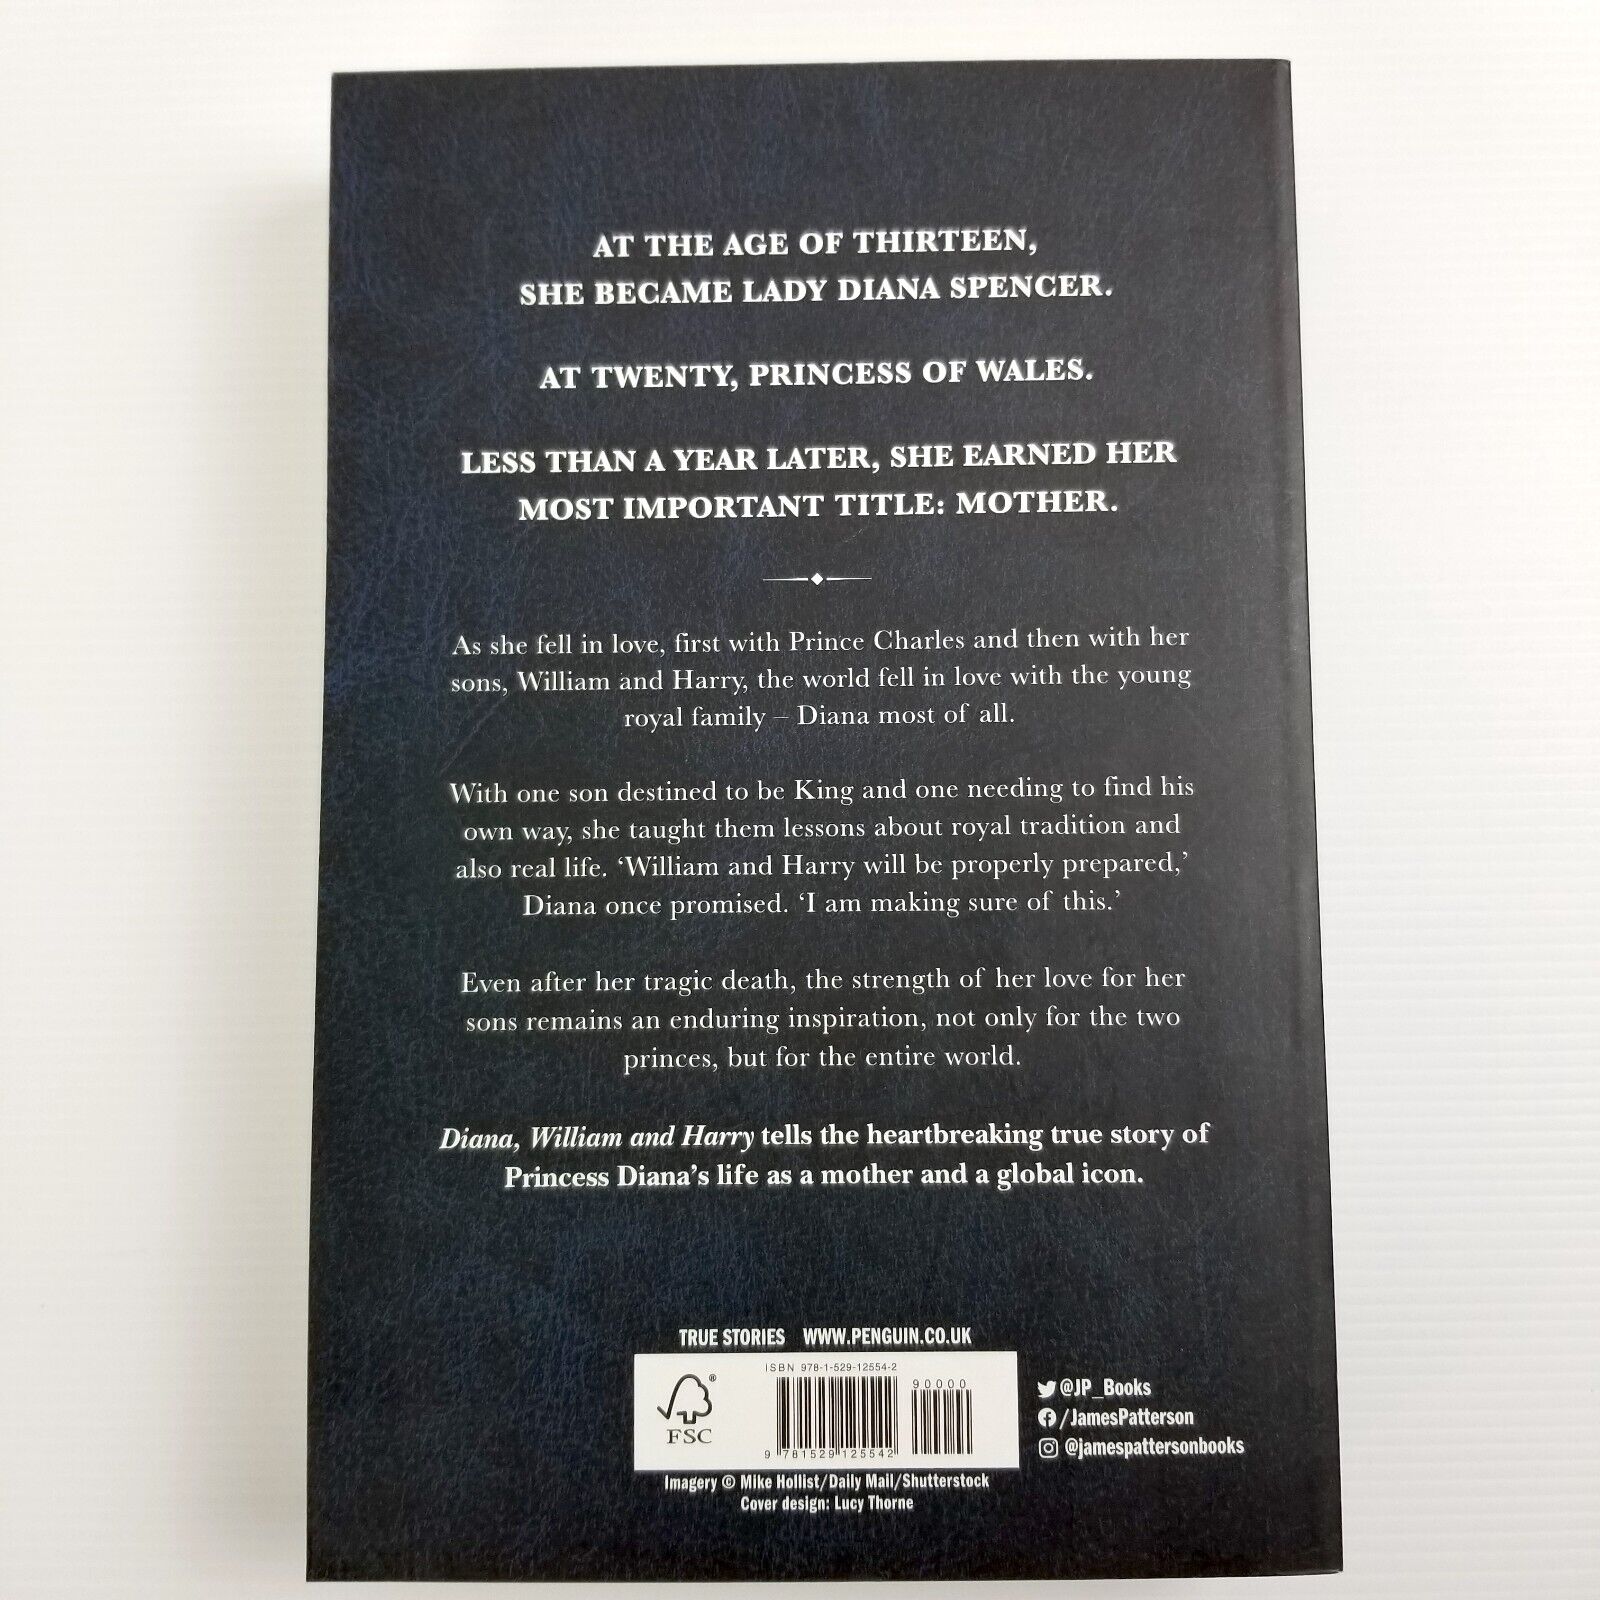 AT THE AGE OF THIRTEEN,
SHE BECAME LADY DIANA SPENCER.
AT TWENTY, PRINCESS OF WALES.
LESS THAN A YEAR LATER, SHE EARNED HER
MOST IMPORTANT TITLE: MOTHER.
As she fell in love, first with Prince Charles and then with her
sons, William and Harry, the world fell in love with the young
royal family – Diana most of all.
With one son destined to be King and one needing to find his
own way, she taught them lessons about royal tradition and
also real life. ‘William and Harry will be properly prepared,’
Diana once promised. ‘I am making sure of this.’
Even after her tragic death, the strength of her love for her
sons remains an enduring inspiration, not only for the two
princes, but for the entire world.
Diana, William and Harry tells the heartbreaking true story of
Princess Diana’s life as a mother and a global icon.
TRUE STORIES WWW.PENGUIN.CO.UK
ISBN 978-1-529-12554-2
90000
FSC
®
9 781529 125542
@JP_Books
/JamesPatterson
@jamespattersonbooks
Imagery © Mike Hollist/Daily Mail/Shutterstock
Cover design: Lucy Thorne